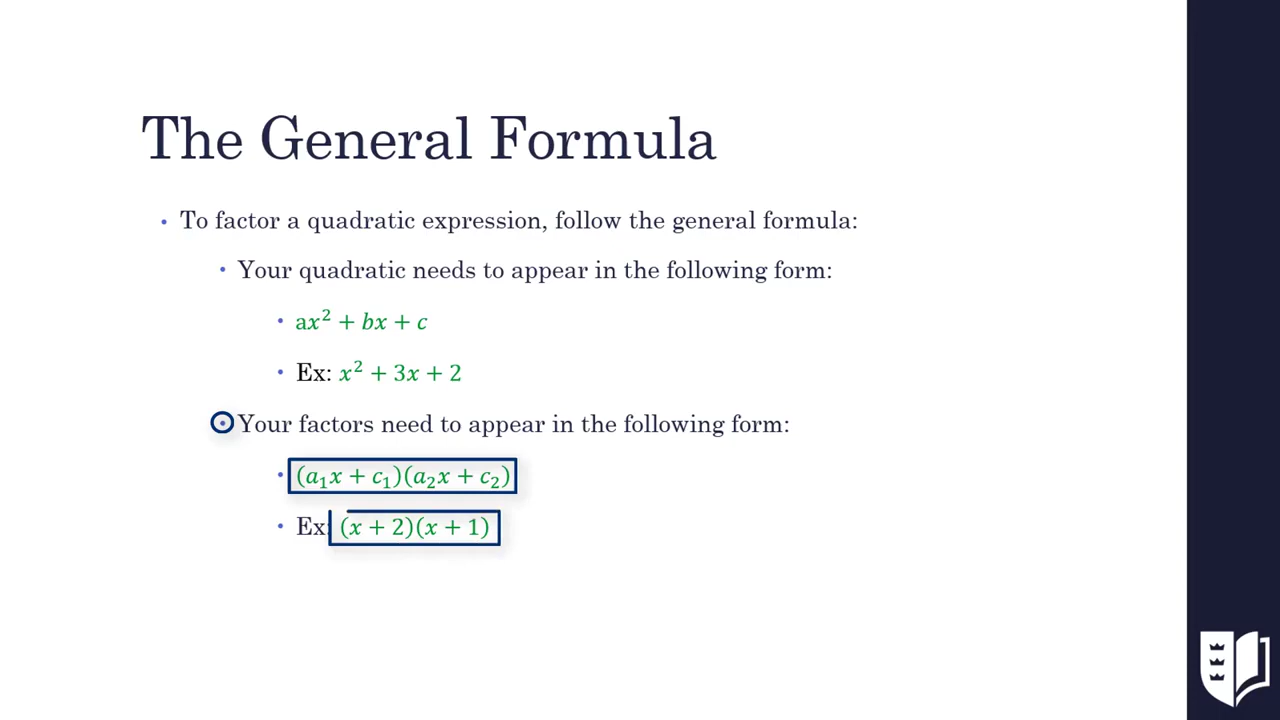 The General Formula
• To factor a quadratic expression, follow the general formula:
• Your quadratic needs to appear in the following form:
• ax² + bx + c
• Ex: x² + 3x + 2
• Your factors need to appear in the following form:
• (a₁x + c₁)(a₂x + c₂)
• Ex: (x + 2)(x + 1)